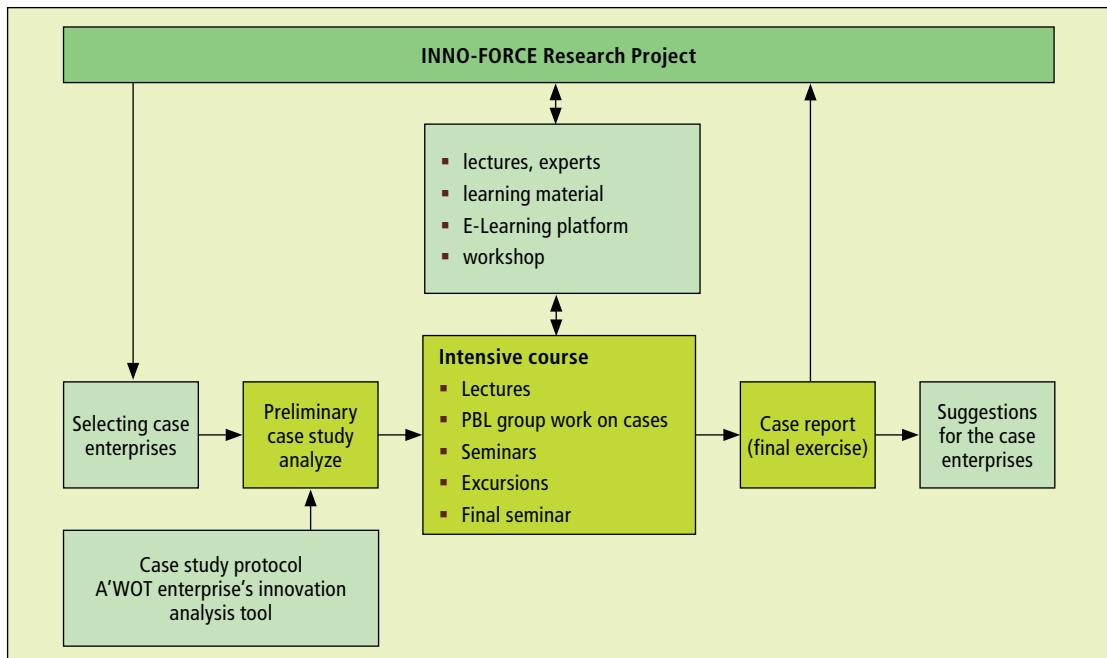 INNO-FORCE Research Project
▪ lectures, experts
▪ learning material
▪ E-Learning platform
▪ workshop
Selecting case
enterprises
Preliminary
case study
analyze
Intensive course
▪ Lectures
▪ PBL group work on cases
▪ Seminars
▪ Excursions
▪ Final seminar
Case report
(final exercise)
Suggestions
for the case
enterprises
Case study protocol
A'WOT enterprise's innovation
analysis tool